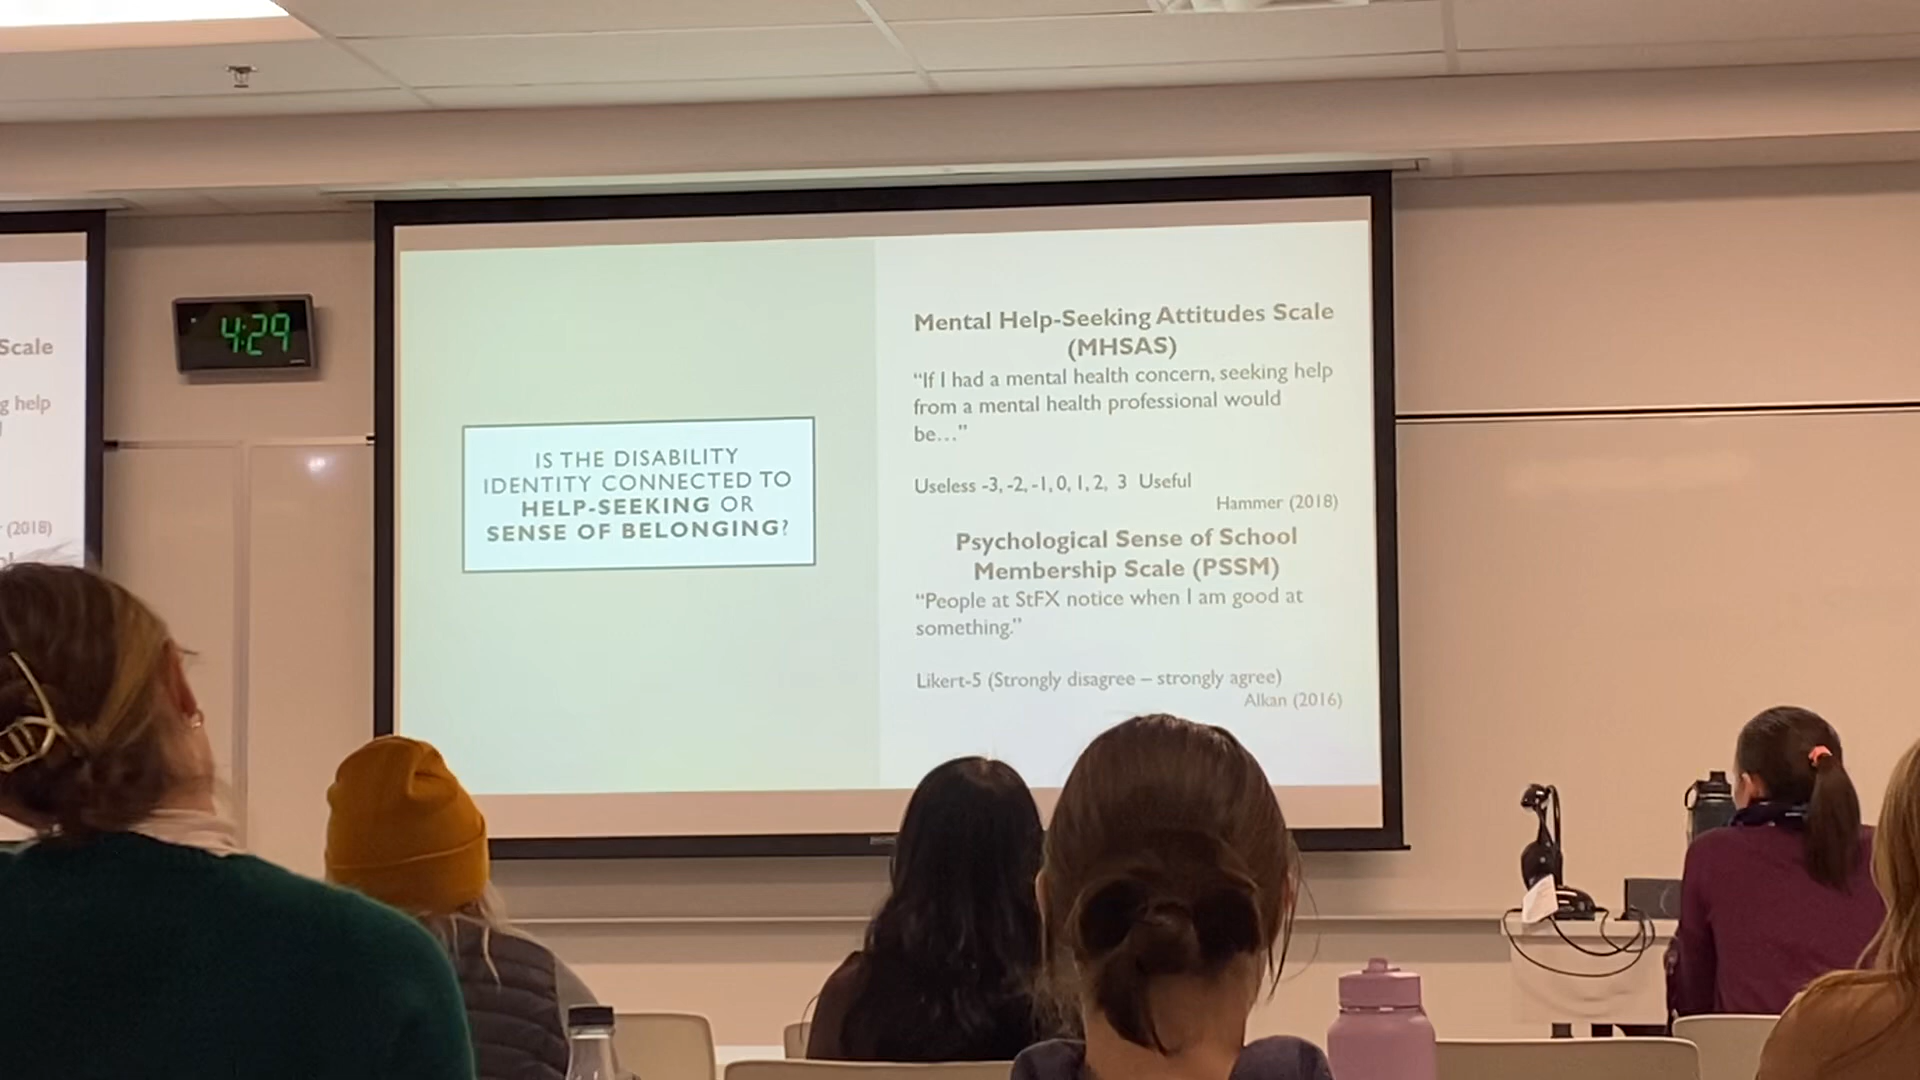 Scale
g help
(2018)
4:29
IS THE DISABILITY
IDENTITY CONNECTED TO
HELP-SEEKING OR
SENSE OF BELONGING?
Mental Help-Seeking Attitudes Scale
(MHSAS)
“If I had a mental health concern, seeking help
from a mental health professional would
be…”
Useless -3, -2, -1, 0, 1, 2, 3 Useful
Hammer (2018)
Psychological Sense of School
Membership Scale (PSSM)
“People at StFX notice when I am good at
something.”
Likert-5 (Strongly disagree – strongly agree)
Alkan (2016)